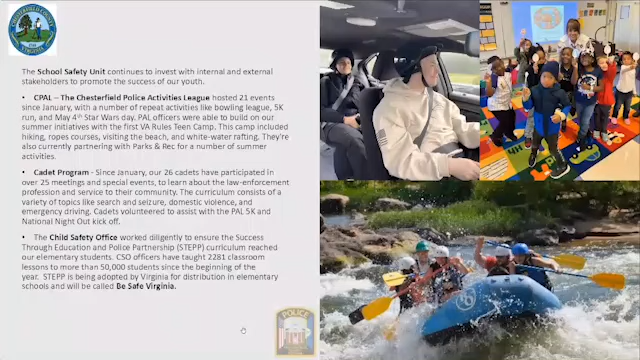 The School Safety Unit continues to invest with internal and external
stakeholders to promote the success of our youth.
• CPAL – The Chesterfield Police Activities League hosted 21 events
since January, with a number of repeat activities like bowling league, 5K
run, and May 4th Star Wars day. PAL officers were able to build on our
summer initiatives with the first VA Rules Teen Camp. This camp included
hiking, ropes courses, visiting the beach, and white-water rafting. They're
also currently partnering with Parks & Rec for a number of summer
activities.
• Cadet Program - Since January, our 26 cadets have participated in
over 25 meetings and special events, to learn about the law-enforcement
profession and service to their community. The curriculum consists of a
variety of topics like search and seizure, domestic violence, and
emergency driving. Cadets volunteered to assist with the PAL 5K and
National Night Out kick off.
• The Child Safety Office worked diligently to ensure the Success
Through Education and Police Partnership (STEPP) curriculum reached
our elementary students. CSO officers have taught 2281 classroom
lessons to more than 50,000 students since the beginning of the
year. STEPP is being adopted by Virginia for distribution in elementary
schools and will be called Be Safe Virginia.
POLICE